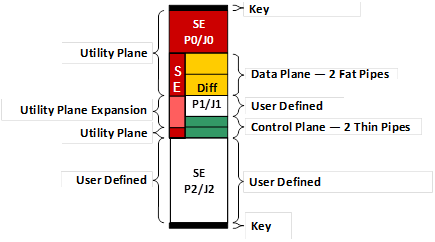 Key
SE
P0/J0
Utility Plane
S
E
Data Plane — 2 Fat Pipes
Diff
P1/J1
User Defined
Utility Plane Expansion
Control Plane — 2 Thin Pipes
Utility Plane
SE
P2/J2
User Defined
User Defined
Key